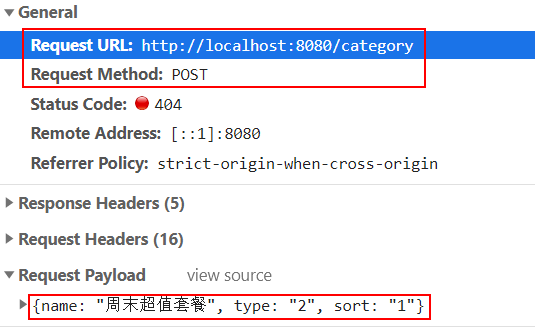 General
Request URL: http://localhost:8080/category
Request Method: POST
Status Code: 404
Remote Address: [::1]:8080
Referrer Policy: strict-origin-when-cross-origin
Response Headers (5)
Request Headers (16)
Request Payload view source
{name: "周末超值套餐", type: "2", sort: "1"}